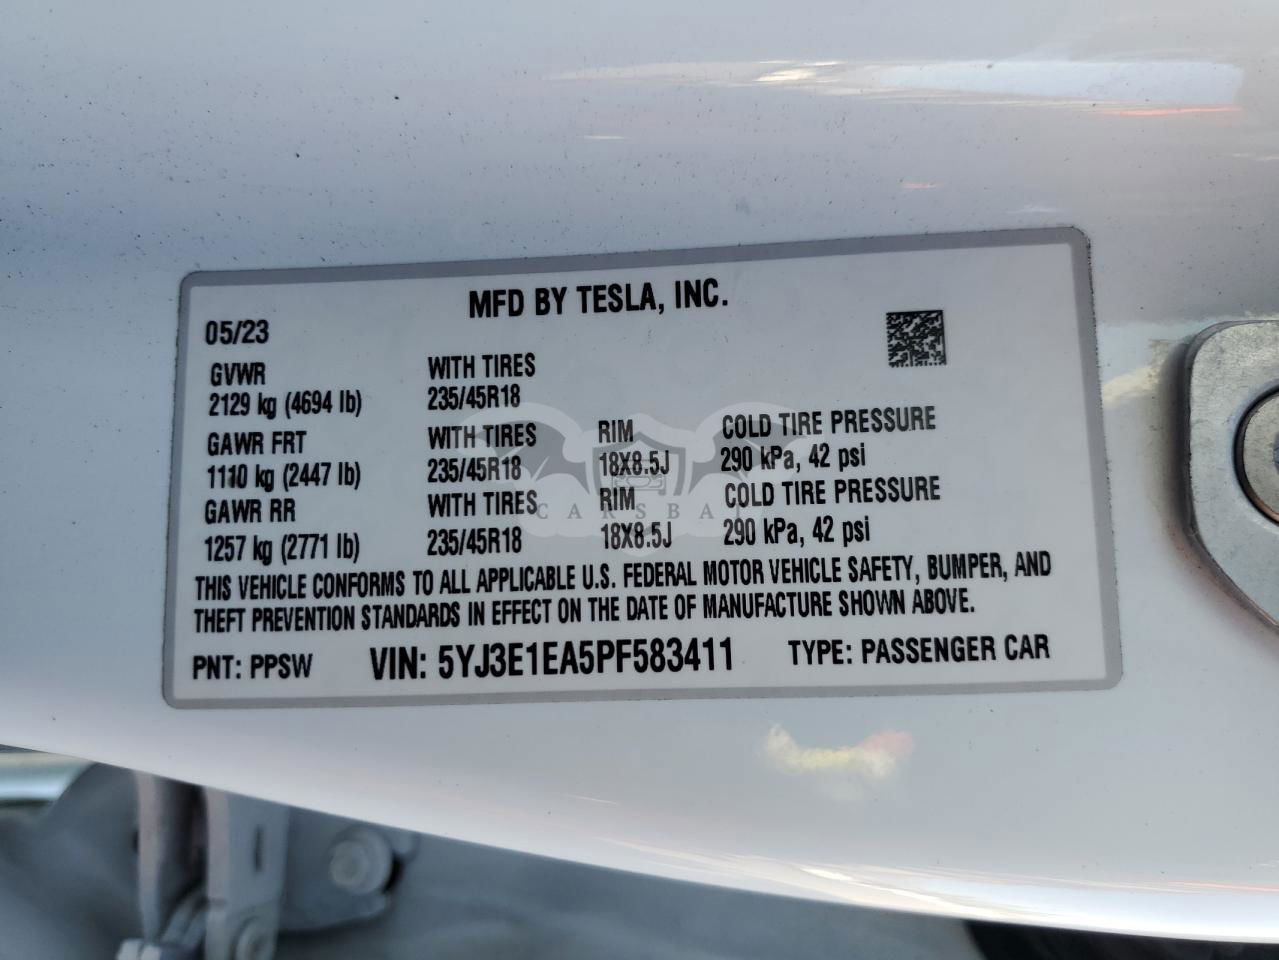 MFD BY TESLA, INC.
05/23
GVWR WITH TIRES
2129 kg (4694 lb) 235/45R18
GAWR FRT WITH TIRES RIM COLD TIRE PRESSURE
1110 kg (2447 lb) 235/45R18 18X8.5J 290 kPa, 42 psi
GAWR RR WITH TIRES RIM COLD TIRE PRESSURE
1257 kg (2771 lb) 235/45R18 18X8.5J 290 kPa, 42 psi
THIS VEHICLE CONFORMS TO ALL APPLICABLE U.S. FEDERAL MOTOR VEHICLE SAFETY, BUMPER, AND
THEFT PREVENTION STANDARDS IN EFFECT ON THE DATE OF MANUFACTURE SHOWN ABOVE.
PNT: PPSW VIN: 5YJ3E1EA5PF583411 TYPE: PASSENGER CAR